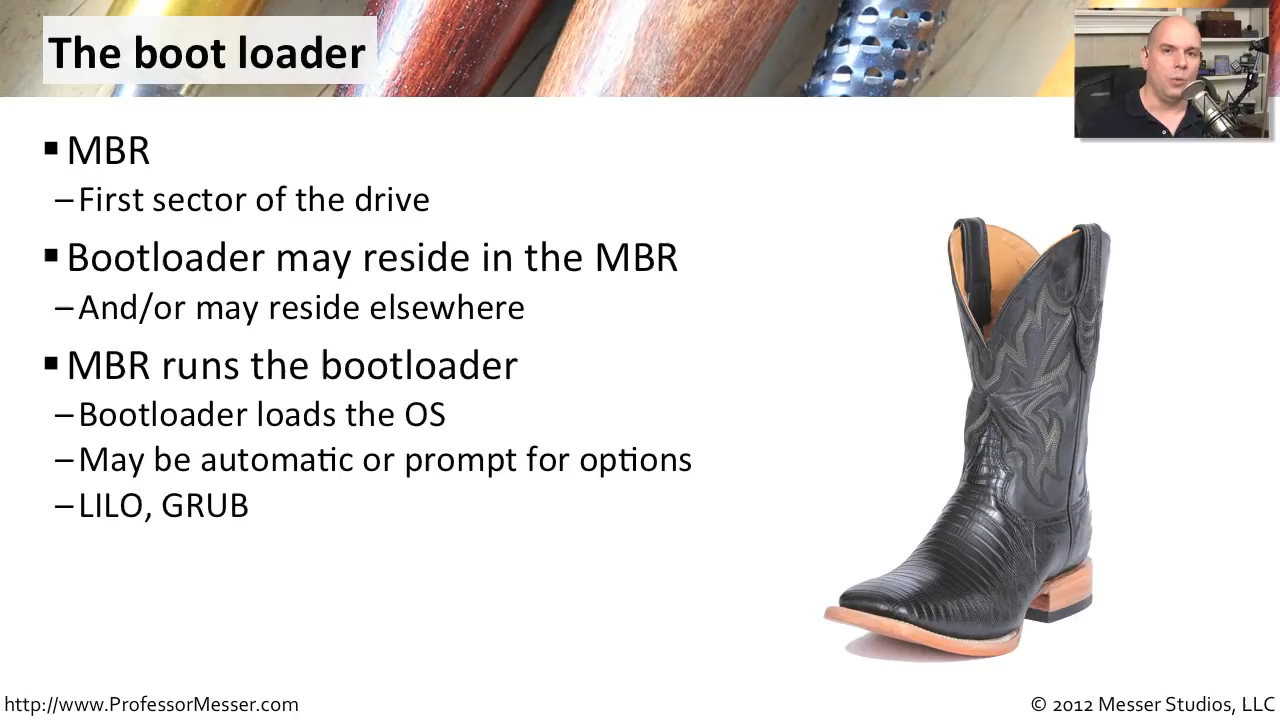 The boot loader
▪ MBR
– First sector of the drive
▪ Bootloader may reside in the MBR
– And/or may reside elsewhere
▪ MBR runs the bootloader
– Bootloader loads the OS
– May be automatic or prompt for options
– LILO, GRUB
http://www.ProfessorMesser.com
© 2012 Messer Studios, LLC